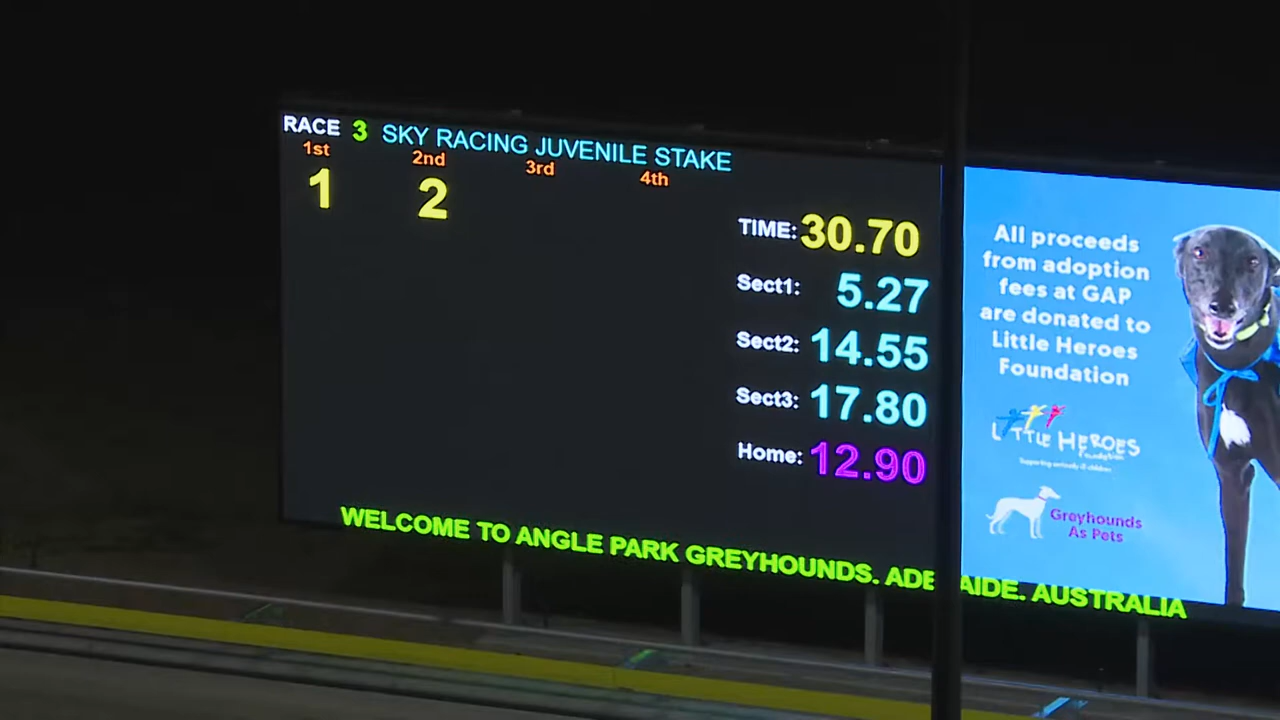 RACE 3 SKY RACING JUVENILE STAKE
1st 2nd 3rd 4th
1 2
TIME: 30.70
Sect1: 5.27
Sect2: 14.55
Sect3: 17.80
Home: 12.90
WELCOME TO ANGLE PARK GREYHOUNDS. ADE AIDE. AUSTRALIA
All proceeds
from adoption
fees at GAP
are donated to
Little Heroes
Foundation
LITTLE HEROES
Foundation
Greyhounds
As Pets